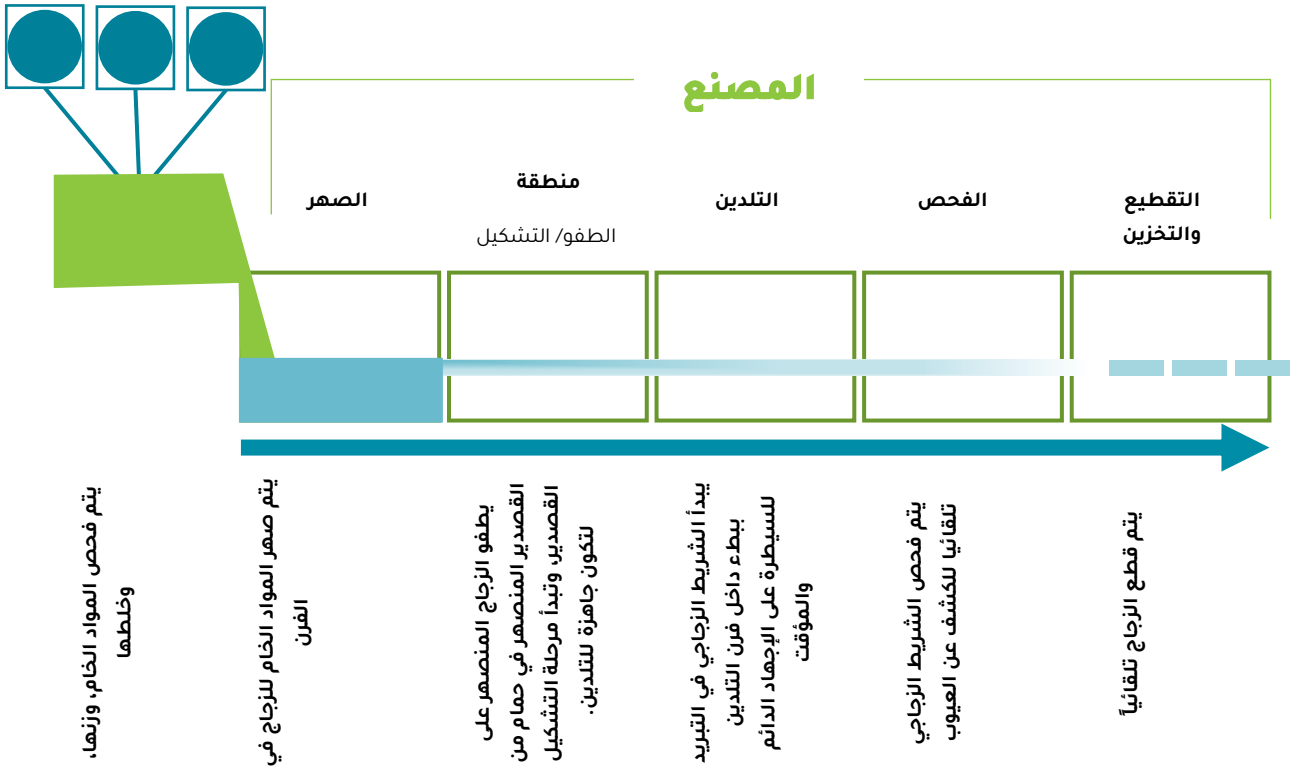 المصنع
الصهر
منطقة
الطفو/ التشكيل
التلدين
الفحص
التقطيع
والتخزين
يتم فحص المواد الخام، وزنها،
وخلطها
يتم صهر المواد الخام للزجاج في
الفرن
يطفو الزجاج المنصهر على
القصدير المنصهر في حمام من
القصدير، وتبدأ مرحلة التشكيل
لتكون جاهزة للتلدين.
يبدأ الشريط الزجاجي في التبريد
ببطء داخل فرن التلدين
للسيطرة على الإجهاد الدائم
والمؤقت
يتم فحص الشريط الزجاجي
تلقائيا للكشف عن العيوب
يتم قطع الزجاج تلقائياً